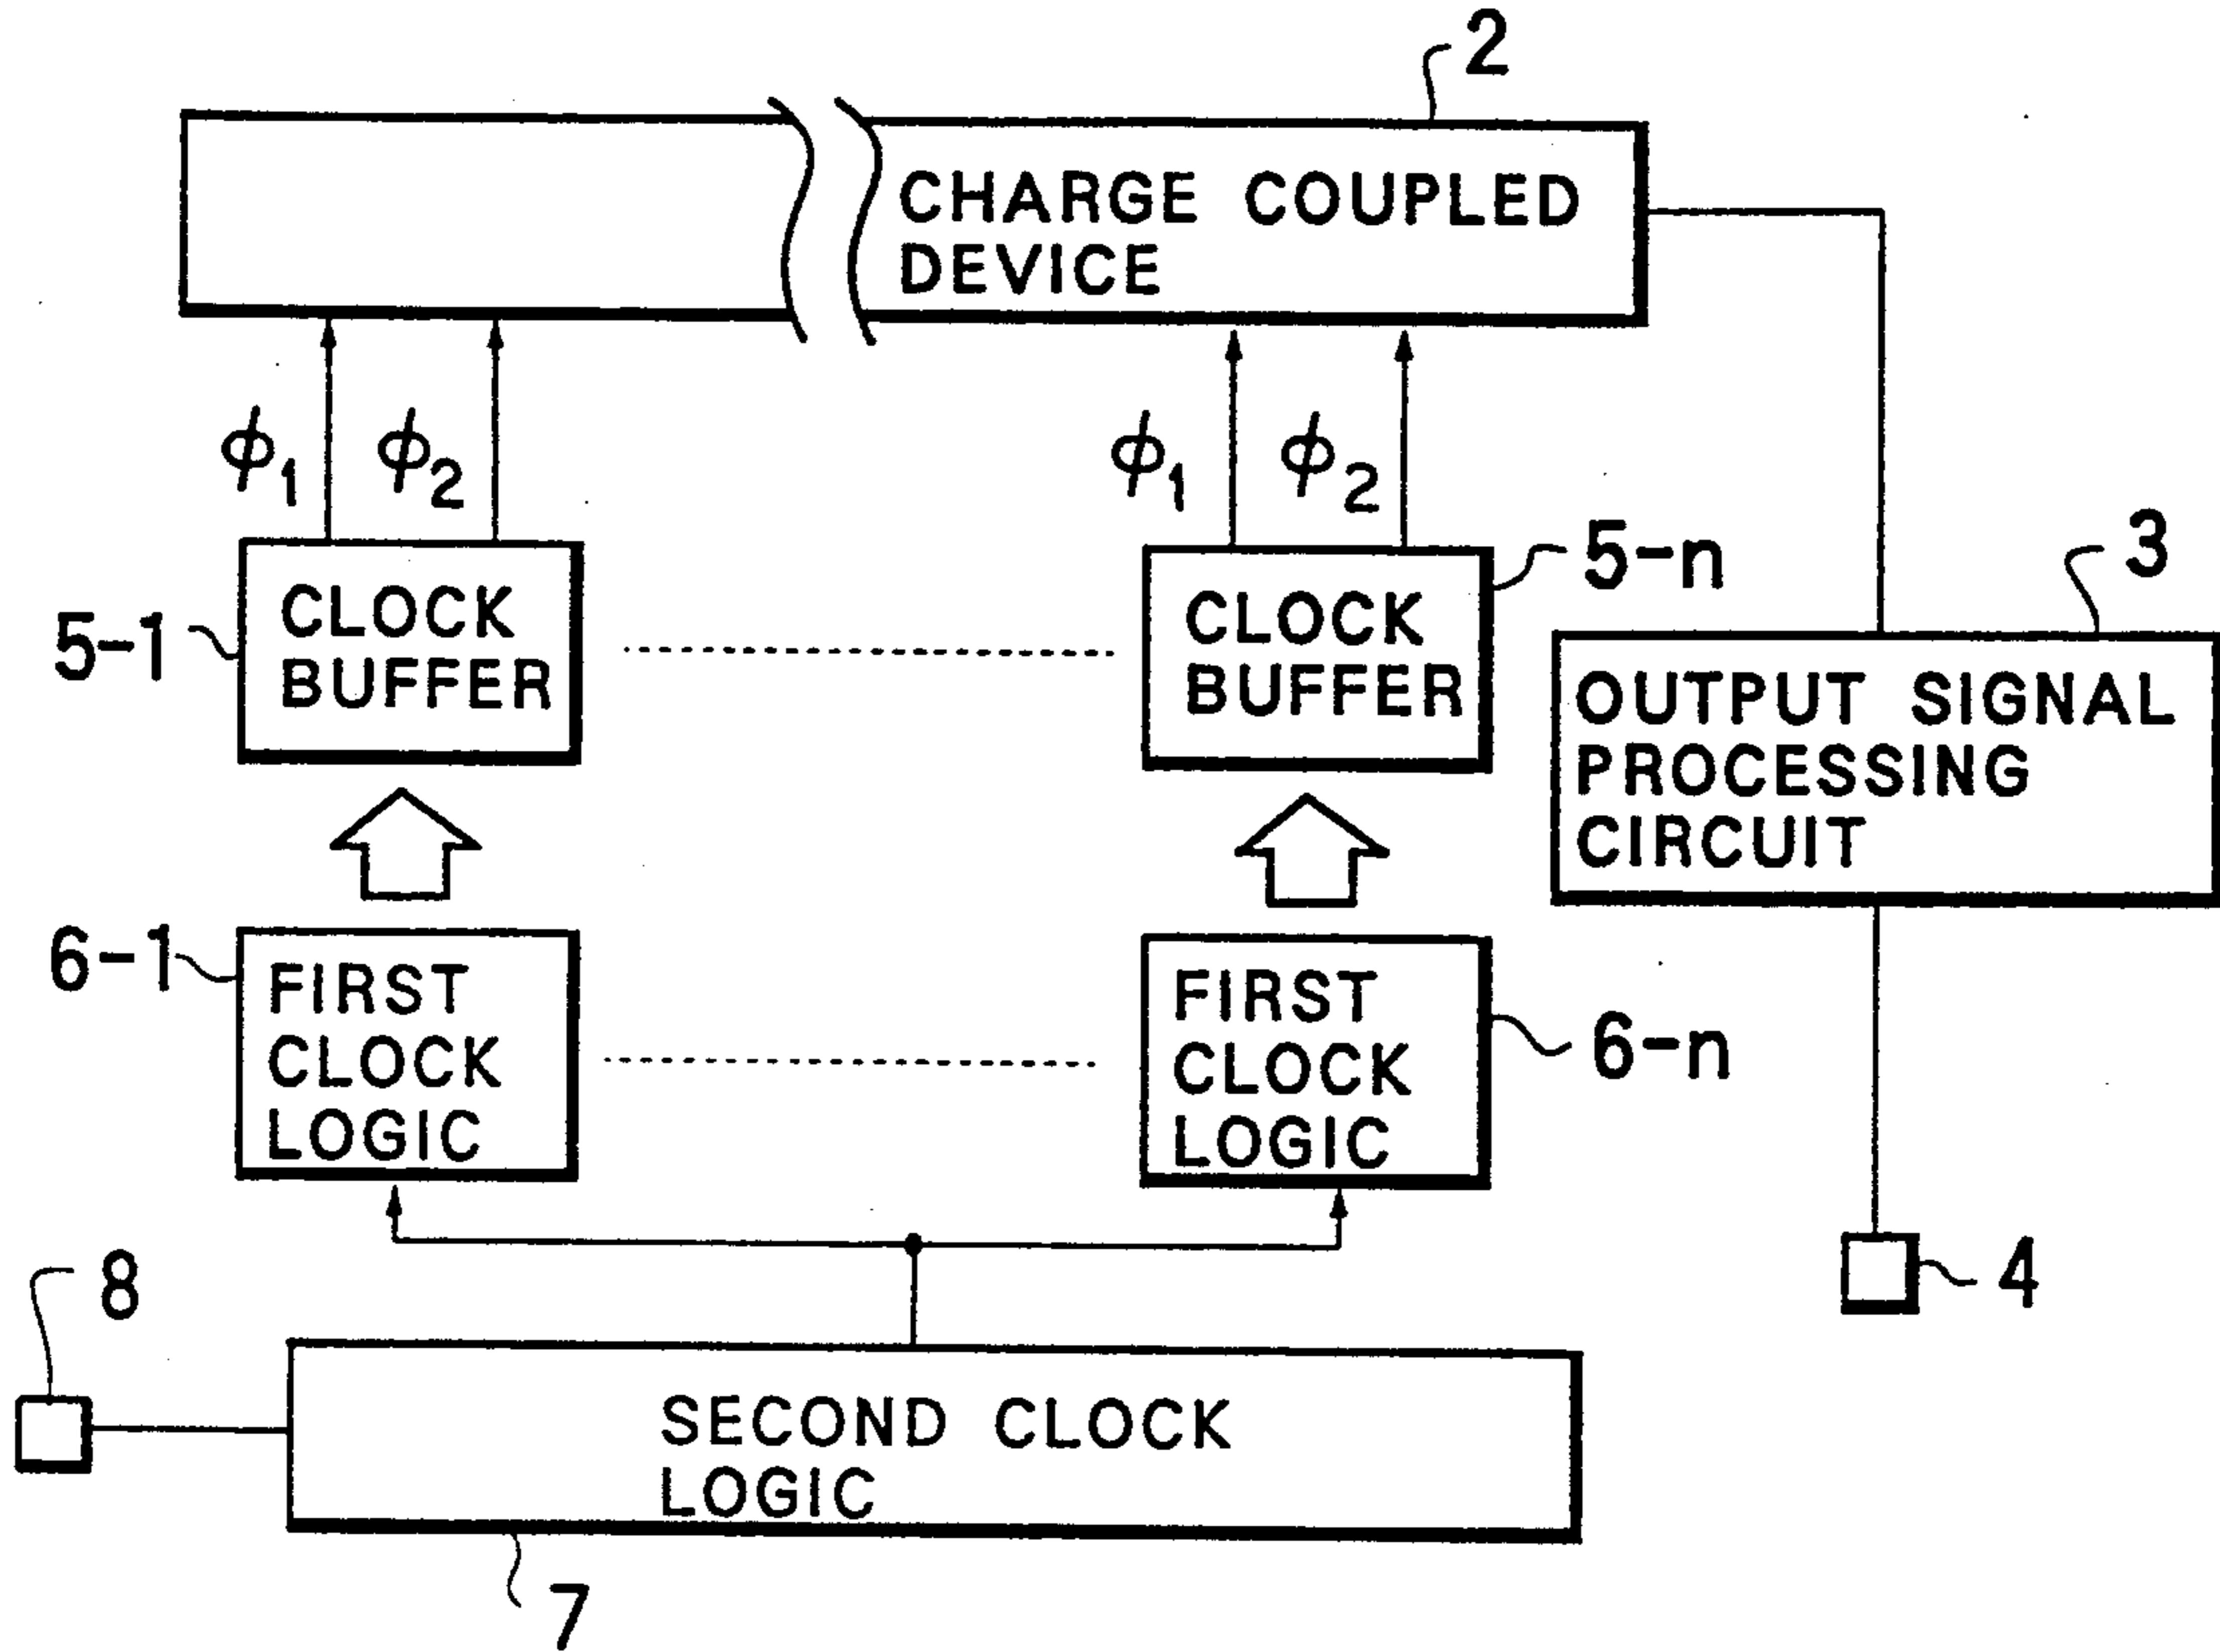 2
CHARGE COUPLED
DEVICE
ϕ1 ϕ2 ϕ1 ϕ2
5-n
3
5-1
CLOCK
BUFFER
CLOCK
BUFFER
OUTPUT SIGNAL
PROCESSING
CIRCUIT
6-1
FIRST
CLOCK
LOGIC
FIRST
CLOCK
LOGIC
6-n
8
4
SECOND CLOCK
LOGIC
7